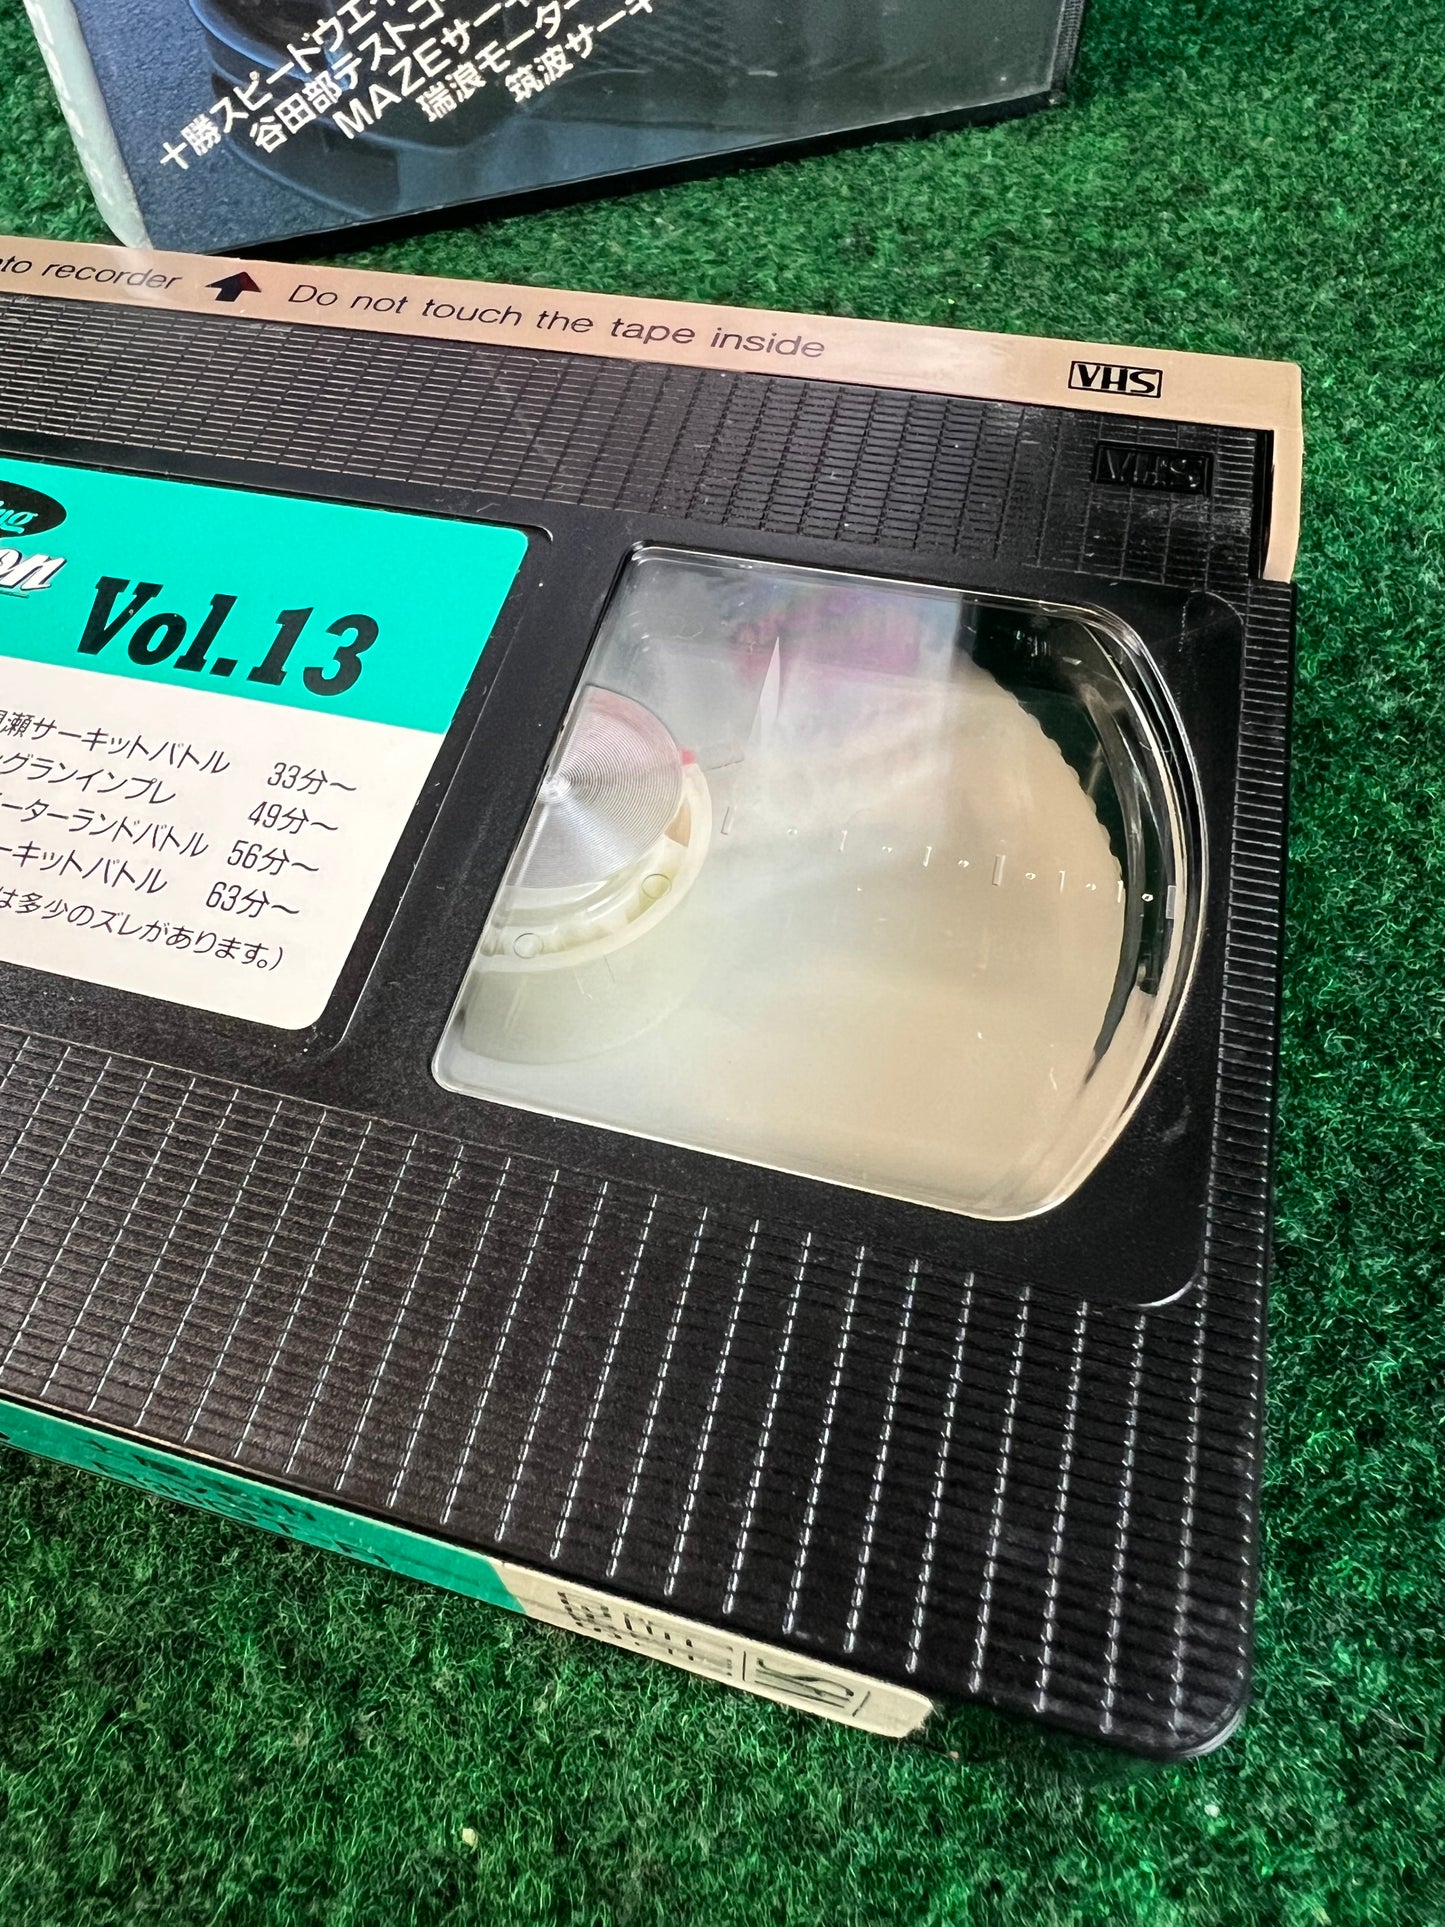 十勝スピードウェイ
谷田部テストコ
MAZEサーキ
瑞浪モーター
筑波サーキ
to recorder Do not touch the tape inside
VHS
VHS
Vol.13
瀬サーキットバトル 33分〜
グランインプレ 49分〜
ーターランドバトル 56分〜
ーキットバトル 63分〜
は多少のズレがあります。)